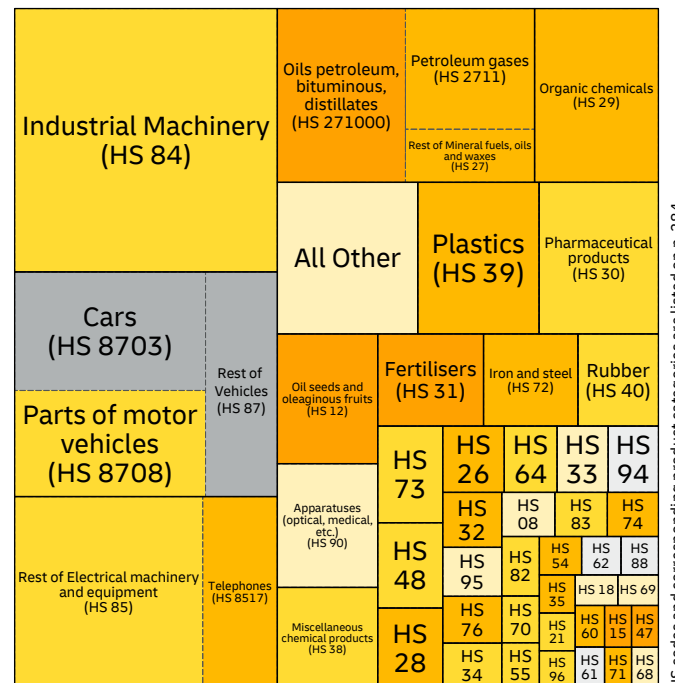 Industrial Machinery
(HS 84)
Oils petroleum,
bituminous,
distillates
(HS 271000)
Petroleum gases
(HS 2711)
Rest of Mineral fuels, oils
and waxes
(HS 27)
Organic chemicals
(HS 29)
All Other
Plastics
(HS 39)
Pharmaceutical
products
(HS 30)
Cars
(HS 8703)
Rest of
Vehicles
(HS 87)
Parts of motor
vehicles
(HS 8708)
Rest of Electrical machinery
and equipment
(HS 85)
Telephones
(HS 8517)
Oil seeds and
oleaginous fruits
(HS 12)
Fertilisers
(HS 31)
Iron and steel
(HS 72)
Rubber
(HS 40)
Apparatuses
(optical, medical,
etc.)
(HS 90)
Miscellaneous
chemical products
(HS 38)
HS
73
HS
48
HS
28
HS
26
HS
64
HS
33
HS
94
HS
32
HS
08
HS
83
HS
74
HS
95
HS
82
HS
54
HS
62
HS
88
HS
35
HS 18
HS 69
HS
76
HS
70
HS
21
HS
60
HS
15
HS
47
HS
34
HS
55
HS
96
HS
61
HS
71
HS
68
codes and corresponding product categories are listed on p.